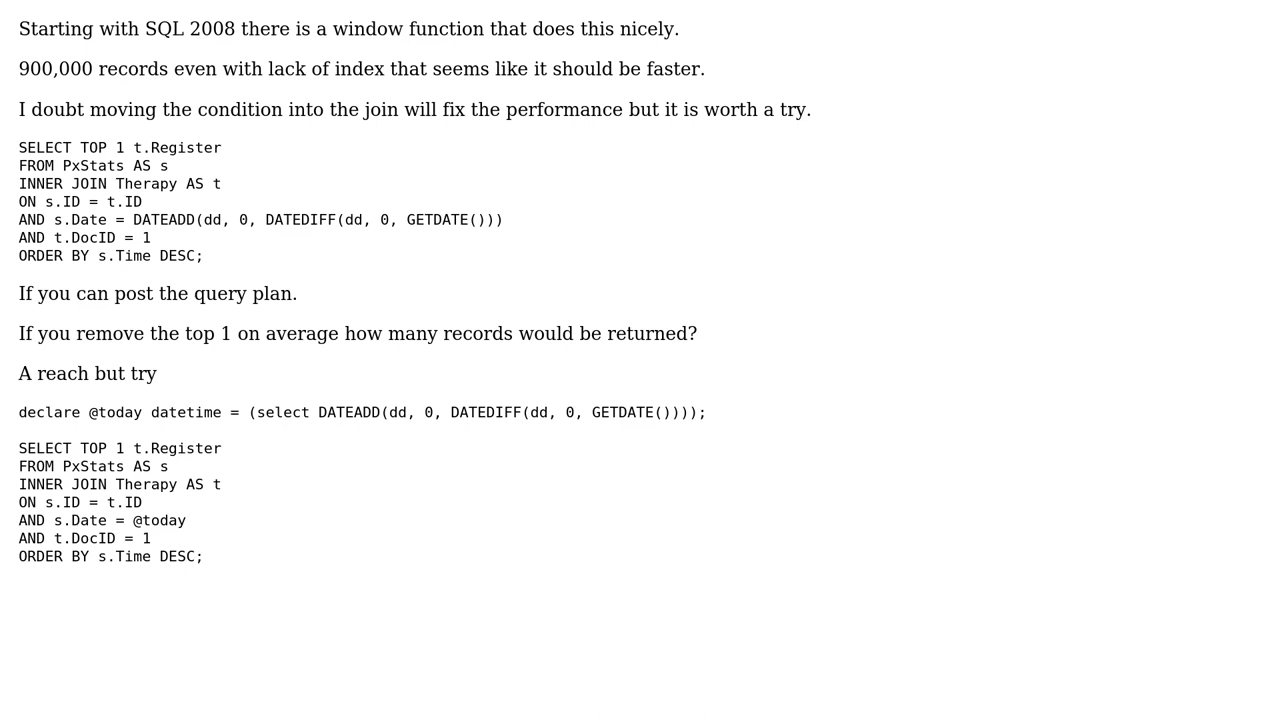 Starting with SQL 2008 there is a window function that does this nicely.
900,000 records even with lack of index that seems like it should be faster.
I doubt moving the condition into the join will fix the performance but it is worth a try.
SELECT TOP 1 t.Register
FROM PxStats AS s
INNER JOIN Therapy AS t
ON s.ID = t.ID
AND s.Date = DATEADD(dd, 0, DATEDIFF(dd, 0, GETDATE()))
AND t.DocID = 1
ORDER BY s.Time DESC;
If you can post the query plan.
If you remove the top 1 on average how many records would be returned?
A reach but try
declare @today datetime = (select DATEADD(dd, 0, DATEDIFF(dd, 0, GETDATE())));
SELECT TOP 1 t.Register
FROM PxStats AS s
INNER JOIN Therapy AS t
ON s.ID = t.ID
AND s.Date = @today
AND t.DocID = 1
ORDER BY s.Time DESC;